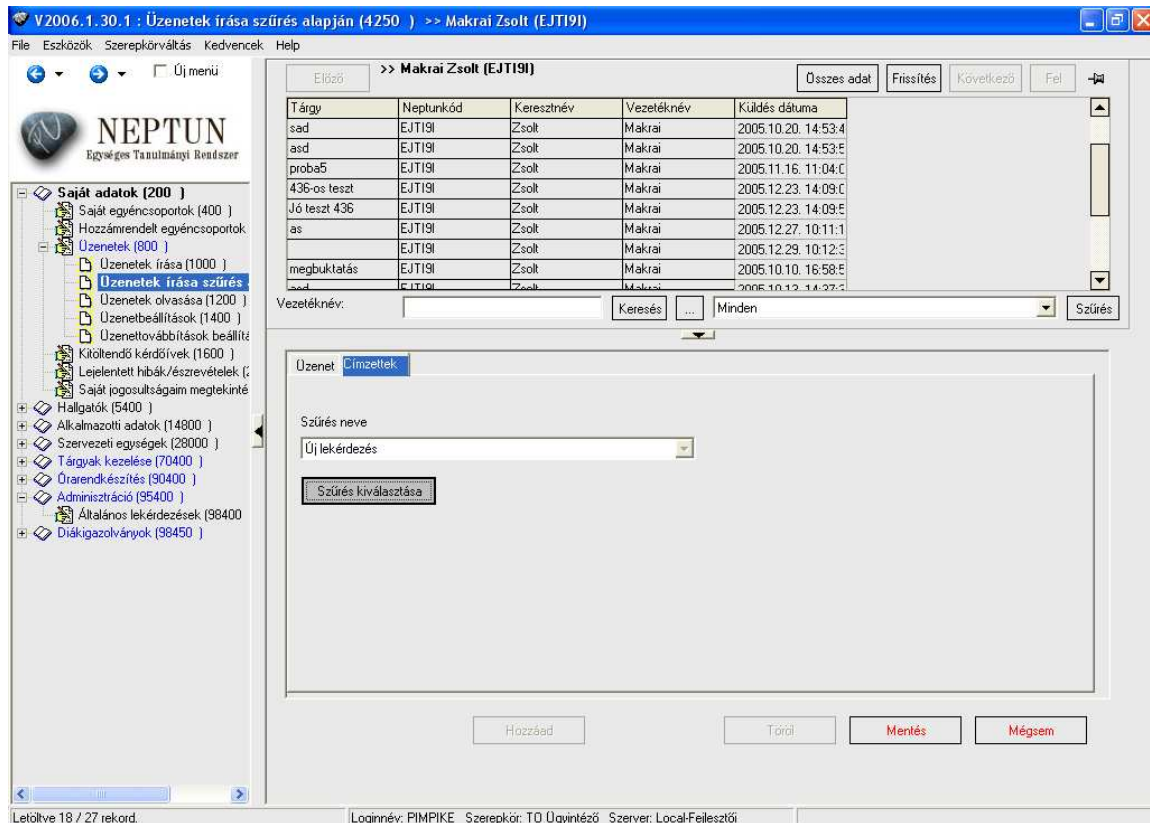 V2006.1.30.1 : Üzenetek írása szűrés alapján (4250 ) >> Makrai Zsolt (EJTI9I)
File Eszközök Szerepkörváltás Kedvencek Help
Új menü
NEPTUN
Egységes Tanulmányi Rendszer
Saját adatok (200 )
Saját egyéncsoportok (400 )
Hozzámrendelt egyéncsoportok
Üzenetek (800 )
Üzenetek írása (1000 )
Üzenetek írása szűrés
Üzenetek olvasása (1200 )
Üzenetbeállítások (1400 )
Üzenettovábbítások beállítá
Kitöltendő kérdőívek (1600 )
Lejelentett hibák/észrevételek (2
Saját jogosultságaim megtekinté
Hallgatók (5400 )
Alkalmazotti adatok (14800 )
Szervezeti egységek (28000 )
Tárgyak kezelése (70400 )
Órarendkészítés (90400 )
Adminisztráció (95400 )
Általános lekérdezések (98400
Diákigazolványok (98450 )
Előző >> Makrai Zsolt (EJTI9I) Összes adat Frissítés Következő Fel
Tárgy Neptunkód Keresztnév Vezetéknév Küldés dátuma
sad EJTI9I Zsolt Makrai 2005.10.20. 14:53:4
asd EJTI9I Zsolt Makrai 2005.10.20. 14:53:5
proba5 EJTI9I Zsolt Makrai 2005.11.16. 11:04:0
436-os teszt EJTI9I Zsolt Makrai 2005.12.23. 14:09:0
Jó teszt 436 EJTI9I Zsolt Makrai 2005.12.23. 14:09:5
as EJTI9I Zsolt Makrai 2005.12.27. 10:11:1
EJTI9I Zsolt Makrai 2005.12.29. 10:12:3
megbuktatás EJTI9I Zsolt Makrai 2005.10.10. 16:58:5
EJTI9I Zsolt Makrai 2005.10.13. 14:37:
Vezetéknév: Keresés ... Minden Szűrés
Üzenet Címzettek
Szűrés neve
Új lekérdezés
Szűrés kiválasztása
Hozzáad Töröl Mentés Mégsem
Letöltve 18 / 27 rekord. Loginnév: PIMPIKE Szerepkör: TO Ügyintéző Szerver: Local-Fejlesztői